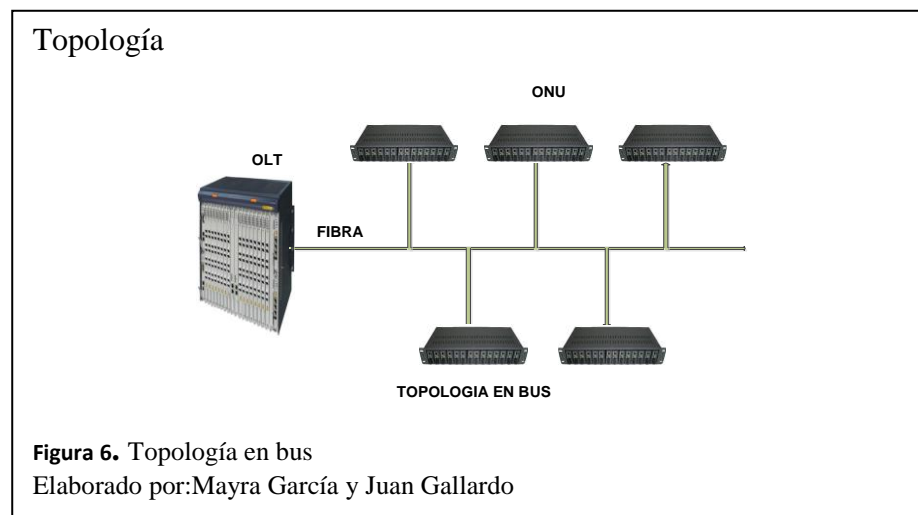 Topología
ONU
OLT
FIBRA
TOPOLOGIA EN BUS
Figura 6. Topología en bus
Elaborado por:Mayra García y Juan Gallardo